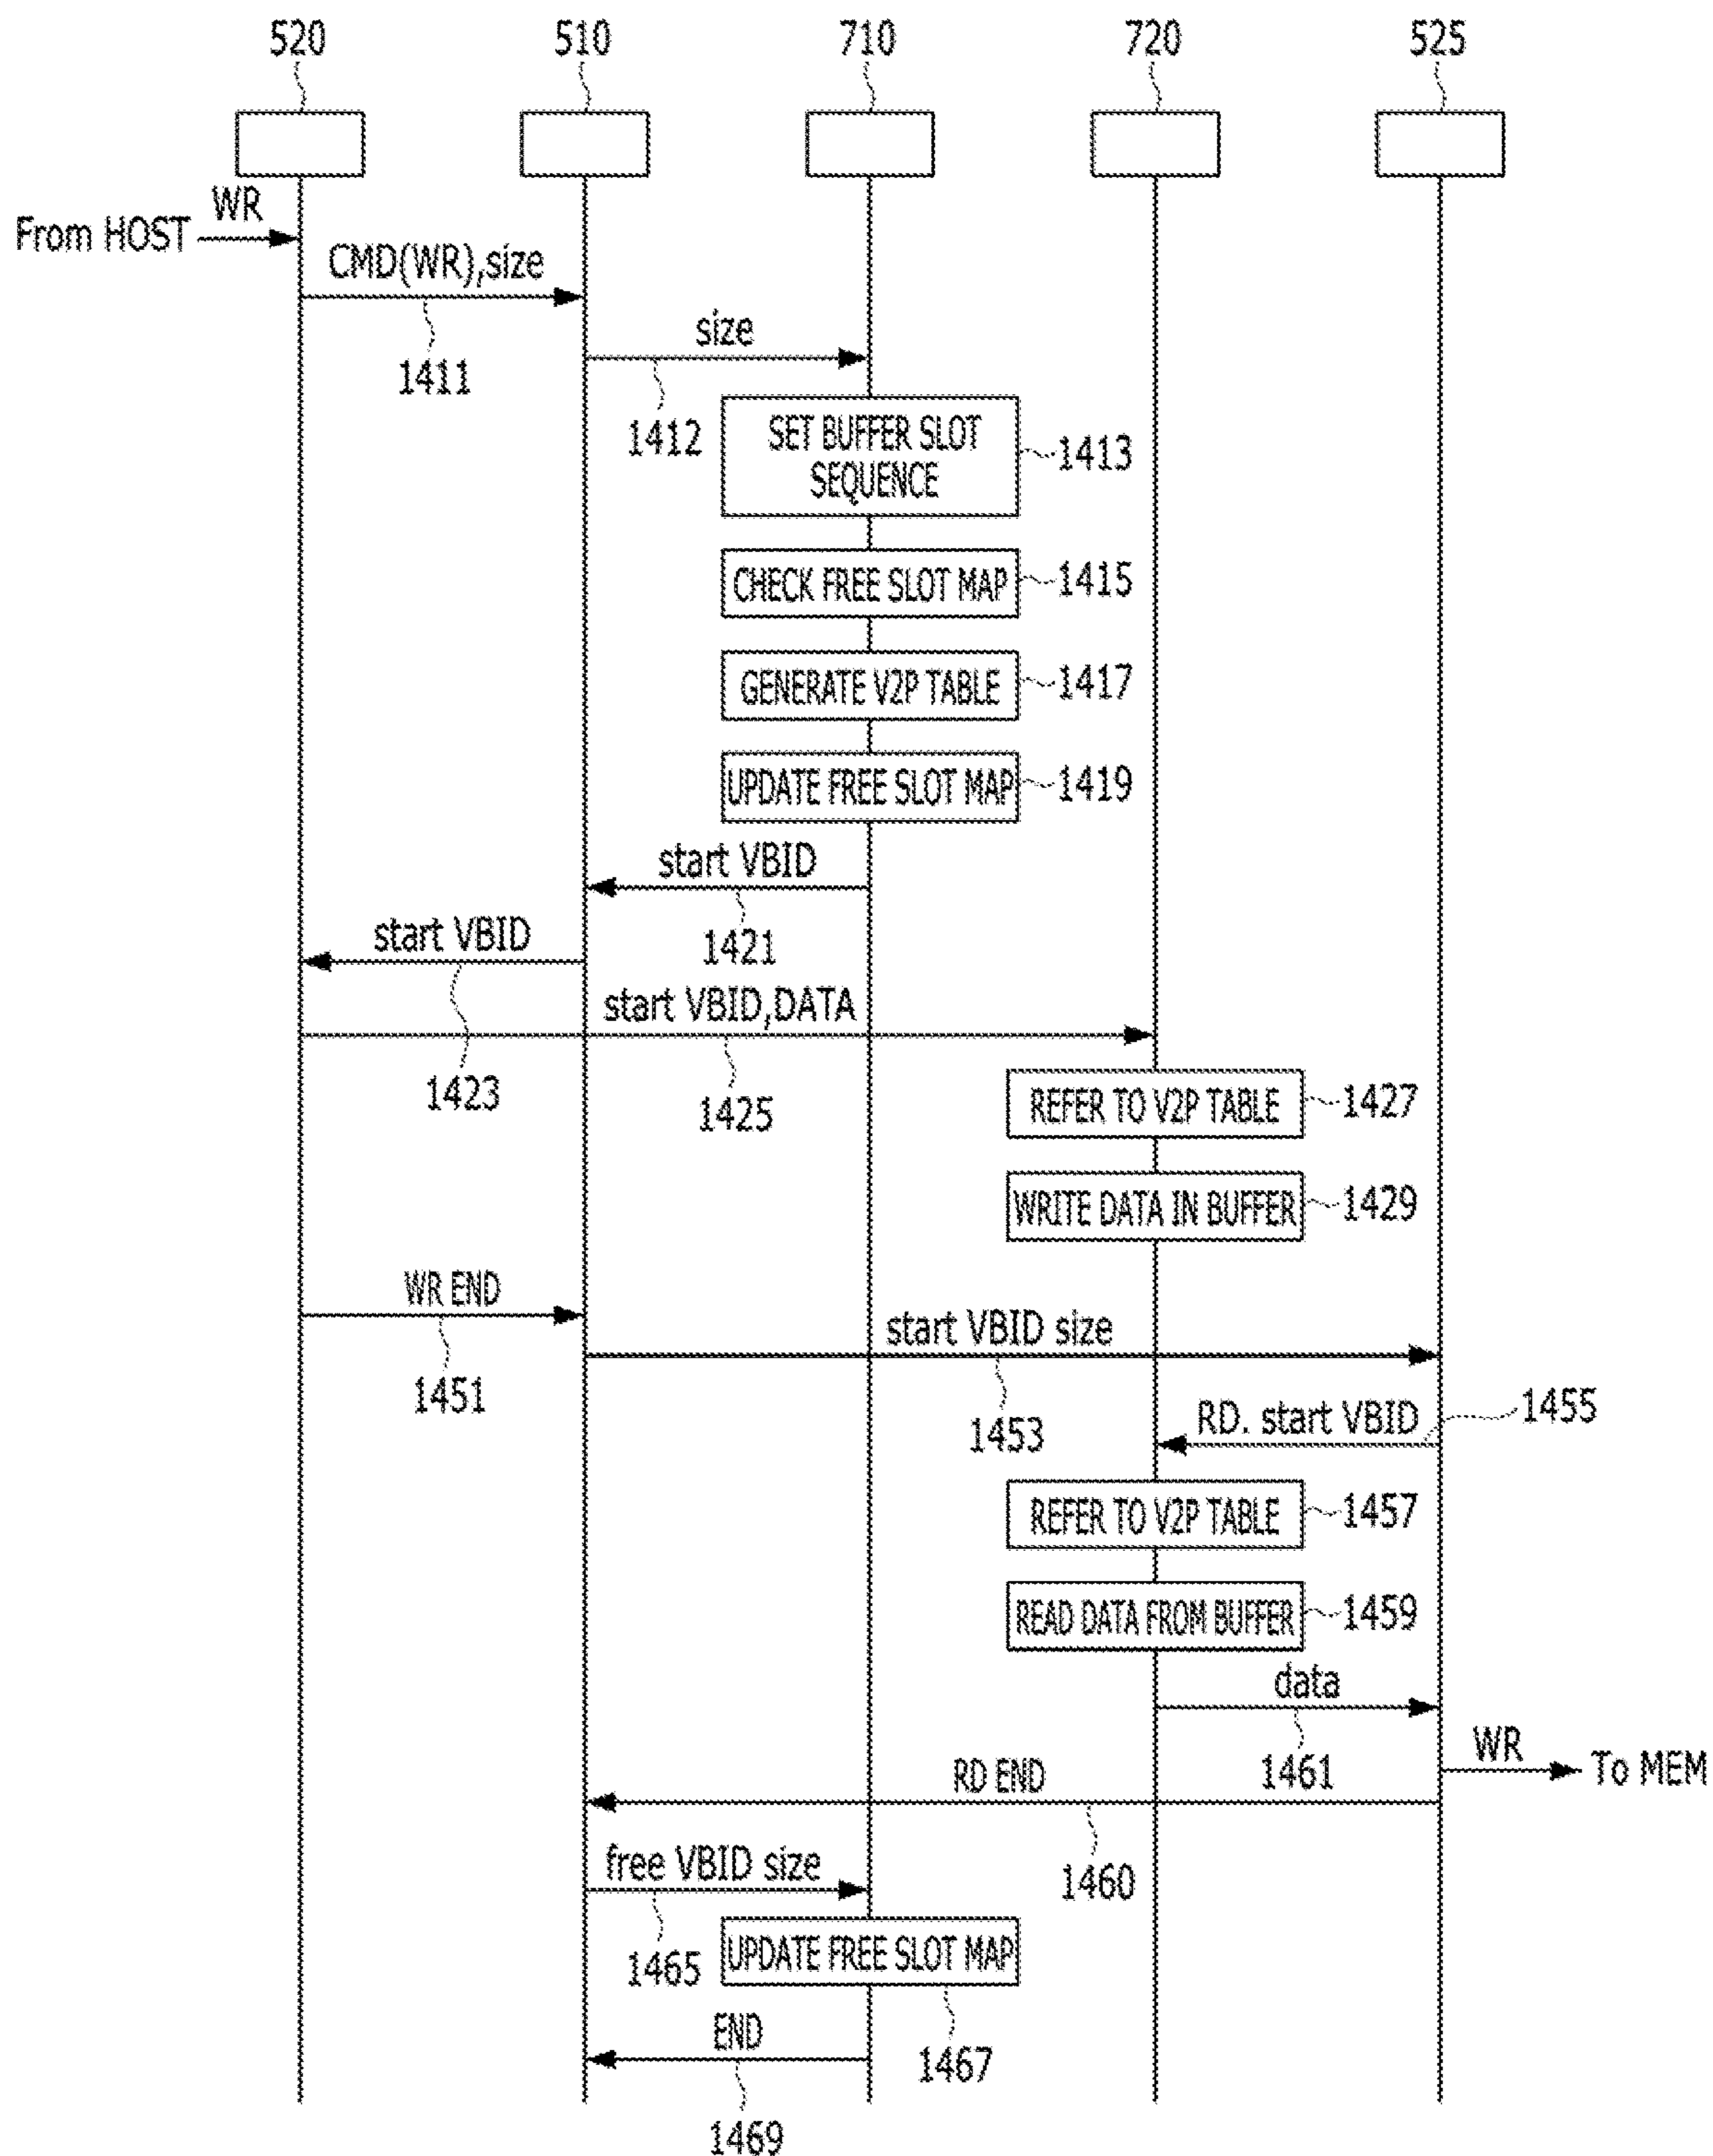 520
510
710
720
525
WR
From HOST
CMD(WR),size
1411
size
1412
SET BUFFER SLOT
SEQUENCE
1413
CHECK FREE SLOT MAP
1415
GENERATE V2P TABLE
1417
UPDATE FREE SLOT MAP
1419
start VBID
1421
start VBID
1423
start VBID,DATA
1425
REFER TO V2P TABLE
1427
WRITE DATA IN BUFFER
1429
WR END
1451
start VBID size
1453
RD. start VBID
1455
REFER TO V2P TABLE
1457
READ DATA FROM BUFFER
1459
data
1461
WR
To MEM
RD END
1460
free VBID size
1465
UPDATE FREE SLOT MAP
1467
END
1469